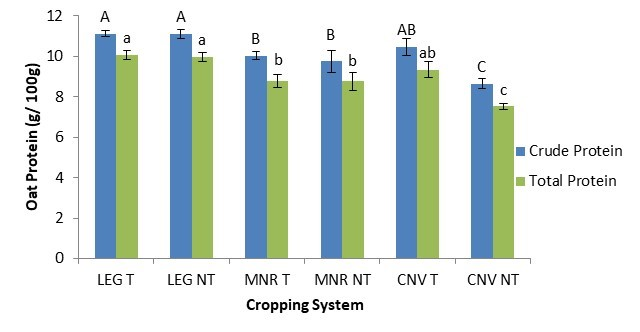 12
10
8
6
4
2
0
Oat Protein (g/ 100g)
A
a
A
a
B
b
B
b
AB
ab
C
c
LEG T
LEG NT
MNR T
MNR NT
CNV T
CNV NT
Cropping System
Crude Protein
Total Protein